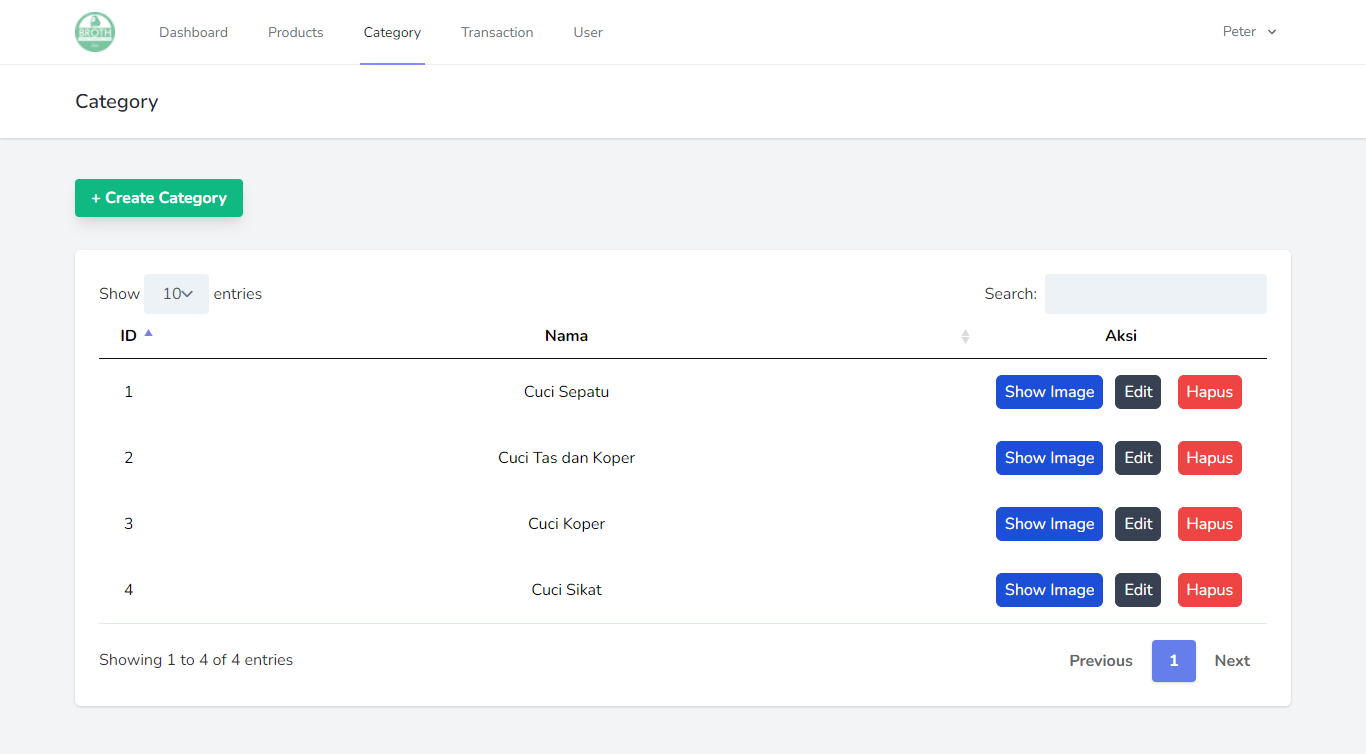 BROTH
Dashboard Products Category Transaction User Peter
Category
+ Create Category
Show 10 entries Search:
ID Nama Aksi
1 Cuci Sepatu Show Image Edit Hapus
2 Cuci Tas dan Koper Show Image Edit Hapus
3 Cuci Koper Show Image Edit Hapus
4 Cuci Sikat Show Image Edit Hapus
Showing 1 to 4 of 4 entries Previous 1 Next